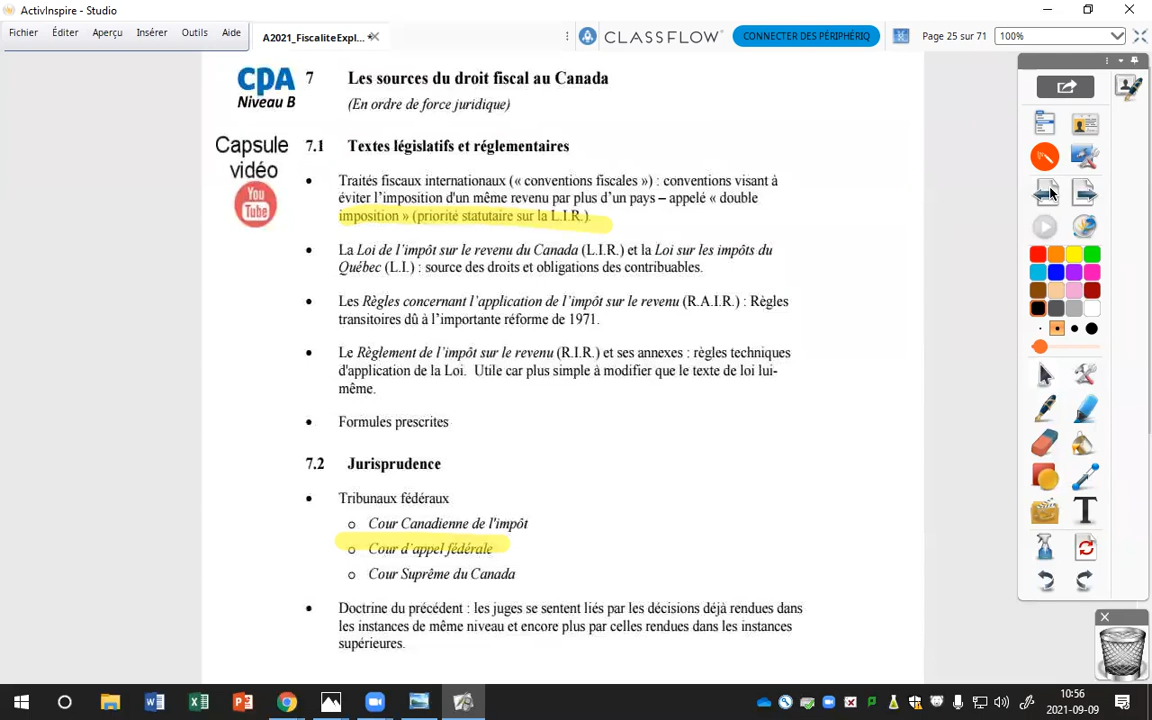 ActivInspire - Studio
Fichier Éditer Aperçu Insérer Outils Aide
A2021_FiscaliteExpl...
CLASSFLOW
CONNECTER DES PÉRIPHÉRIQ
Page 25 sur 71
100%
CPA
Niveau B
7 Les sources du droit fiscal au Canada
(En ordre de force juridique)
Capsule
vidéo
You
Tube
7.1 Textes législatifs et réglementaires
• Traités fiscaux internationaux (« conventions fiscales ») : conventions visant à
éviter l’imposition d'un même revenu par plus d’un pays – appelé « double
imposition » (priorité statutaire sur la L.I.R.).
• La Loi de l’impôt sur le revenu du Canada (L.I.R.) et la Loi sur les impôts du
Québec (L.I.) : source des droits et obligations des contribuables.
• Les Règles concernant l’application de l’impôt sur le revenu (R.A.I.R.) : Règles
transitoires dû à l’importante réforme de 1971.
• Le Règlement de l’impôt sur le revenu (R.I.R.) et ses annexes : règles techniques
d'application de la Loi. Utile car plus simple à modifier que le texte de loi lui-
même.
• Formules prescrites
7.2 Jurisprudence
• Tribunaux fédéraux
o Cour Canadienne de l'impôt
o Cour d’appel fédérale
o Cour Suprême du Canada
• Doctrine du précédent : les juges se sentent liés par les décisions déjà rendues dans
les instances de même niveau et encore plus par celles rendues dans les instances
supérieures.
10:56
2021-09-09